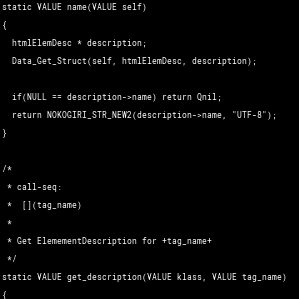 static VALUE name(VALUE self)
{
  htmlElemDesc * description;
  Data_Get_Struct(self, htmlElemDesc, description);

  if(NULL == description->name) return Qnil;
  return NOKOGIRI_STR_NEW2(description->name, "UTF-8");
}

/*
 * call-seq:
 *  [](tag_name)
 *
 * Get ElemementDescription for +tag_name+
 */
static VALUE get_description(VALUE klass, VALUE tag_name)
{